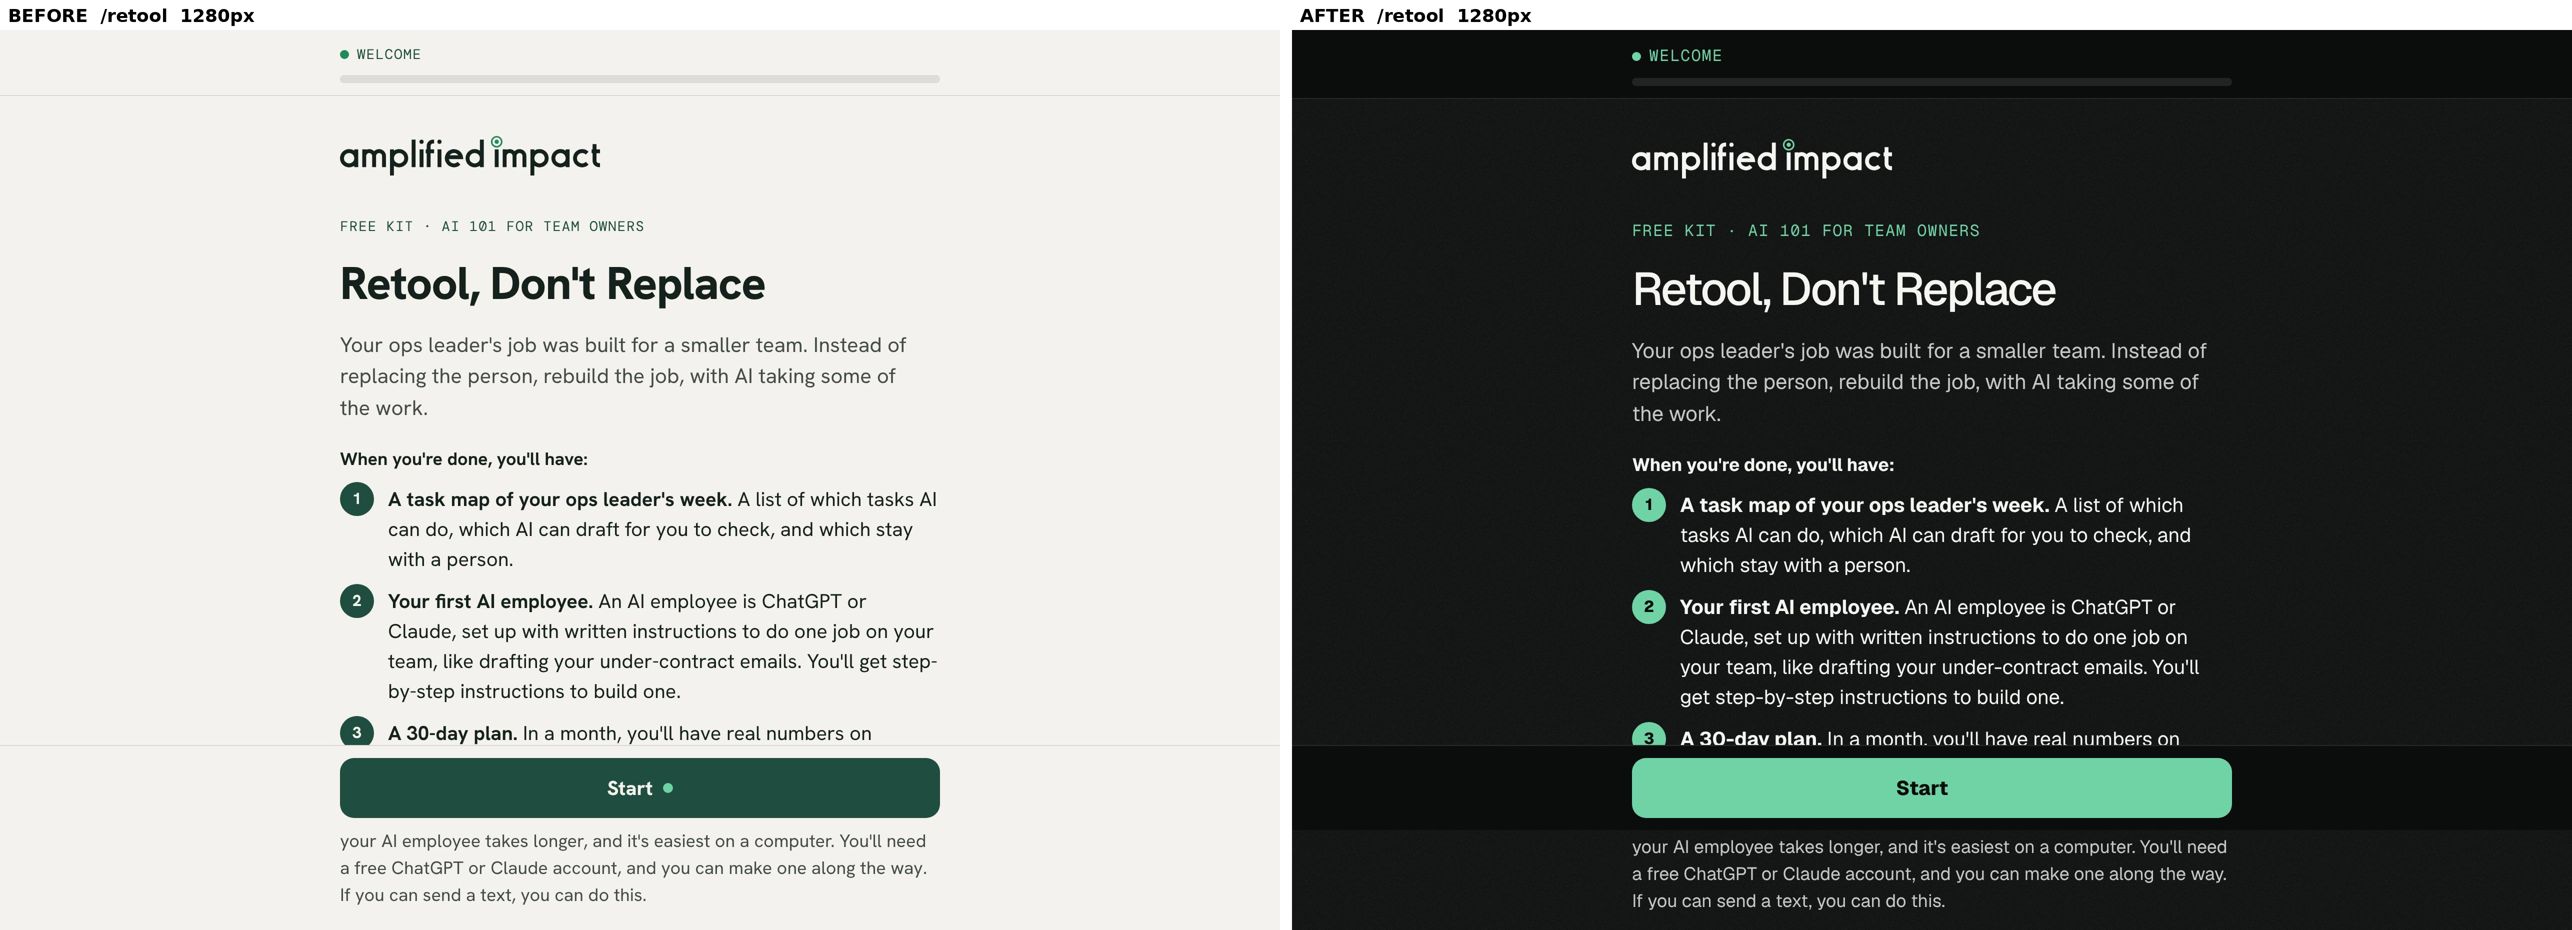 BEFORE /retool 1280px
WELCOME
amplified impact
FREE KIT · AI 101 FOR TEAM OWNERS
Retool, Don't Replace
Your ops leader's job was built for a smaller team. Instead of
replacing the person, rebuild the job, with AI taking some of
the work.
When you're done, you'll have:
1 A task map of your ops leader's week. A list of which tasks AI
can do, which AI can draft for you to check, and which stay
with a person.
2 Your first AI employee. An AI employee is ChatGPT or
Claude, set up with written instructions to do one job on your
team, like drafting your under-contract emails. You'll get step-
by-step instructions to build one.
3 A 30-day plan. In a month, you'll have real numbers on
Start
your AI employee takes longer, and it's easiest on a computer. You'll need
a free ChatGPT or Claude account, and you can make one along the way.
If you can send a text, you can do this.
AFTER /retool 1280px
WELCOME
amplified impact
FREE KIT · AI 101 FOR TEAM OWNERS
Retool, Don't Replace
Your ops leader's job was built for a smaller team. Instead of
replacing the person, rebuild the job, with AI taking some of
the work.
When you're done, you'll have:
1 A task map of your ops leader's week. A list of which
tasks AI can do, which AI can draft for you to check, and
which stay with a person.
2 Your first AI employee. An AI employee is ChatGPT or
Claude, set up with written instructions to do one job on
your team, like drafting your under-contract emails. You'll
get step-by-step instructions to build one.
3 A 30-day plan. In a month, you'll have real numbers on
Start
your AI employee takes longer, and it's easiest on a computer. You'll need
a free ChatGPT or Claude account, and you can make one along the way.
If you can send a text, you can do this.